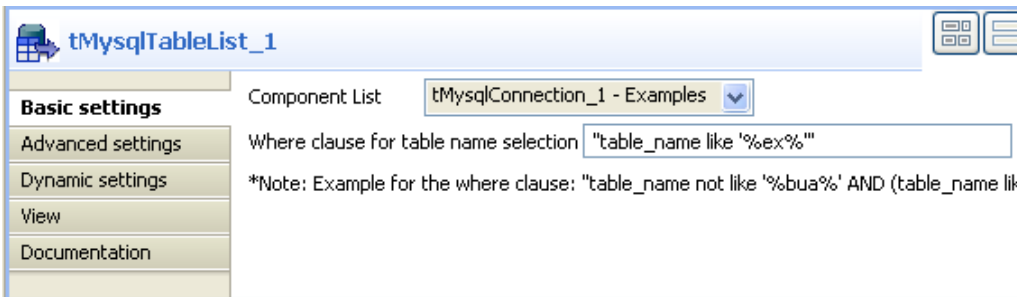 tMysqlTableList_1
Basic settings
Advanced settings
Dynamic settings
View
Documentation
Component List tMysqlConnection_1 - Examples
Where clause for table name selection "table_name like '%ex%'"
*Note: Example for the where clause: "table_name not like '%bua%' AND (table_name lik